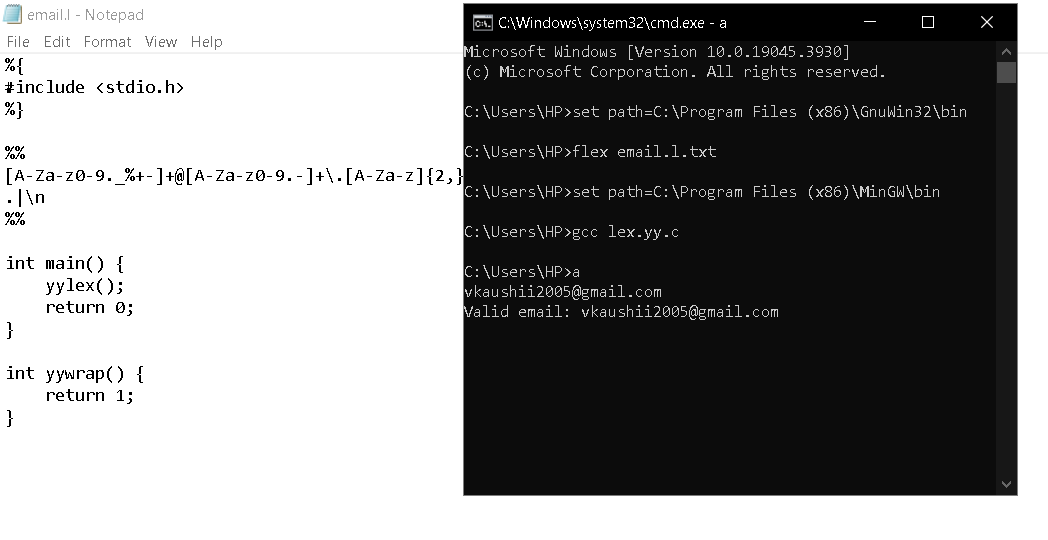 email.l - Notepad
File Edit Format View Help
%{
#include <stdio.h>
%}
%%
[A-Za-z0-9._%+-]+@[A-Za-z0-9.-]+\.[A-Za-z]{2,}
.|\n
%%
int main() {
    yylex();
    return 0;
}
int yywrap() {
    return 1;
}
C:\Windows\system32\cmd.exe - a
Microsoft Windows [Version 10.0.19045.3930]
(c) Microsoft Corporation. All rights reserved.
C:\Users\HP>set path=C:\Program Files (x86)\GnuWin32\bin
C:\Users\HP>flex email.l.txt
C:\Users\HP>set path=C:\Program Files (x86)\MinGW\bin
C:\Users\HP>gcc lex.yy.c
C:\Users\HP>a
vkaushii2005@gmail.com
Valid email: vkaushii2005@gmail.com